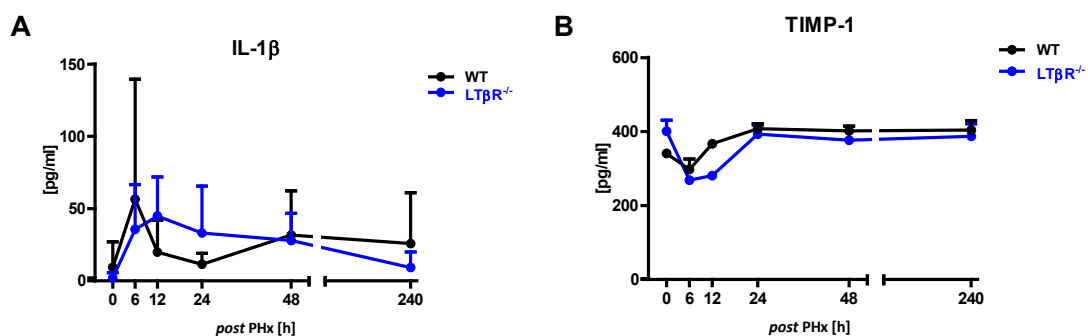 A
IL-1β
WT
LTβR-/-
150
100
50
0
[pg/ml]
0 6 12 24 48 240
post PHx [h]
B
TIMP-1
WT
LTβR-/-
600
400
200
0
[pg/ml]
0 6 12 24 48 240
post PHx [h]